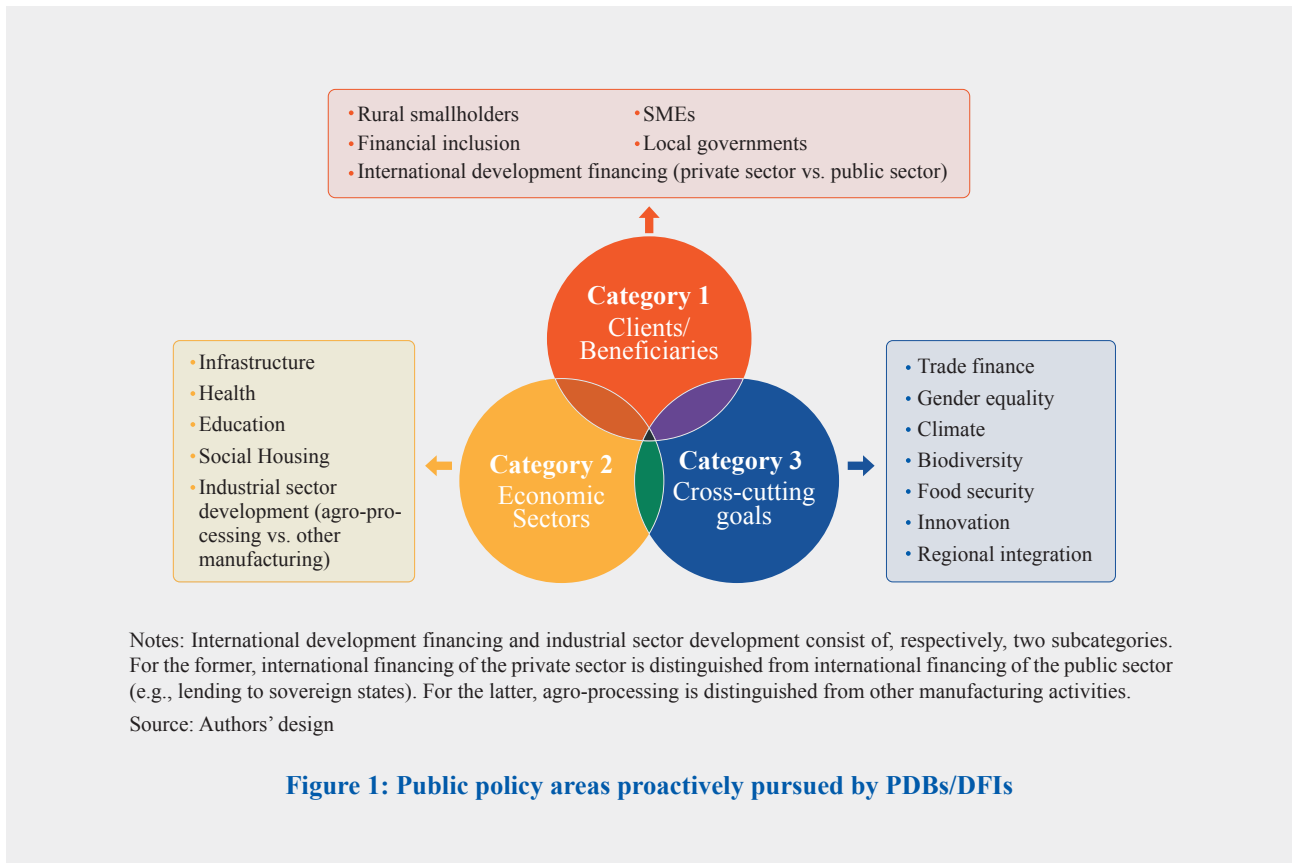 • Rural smallholders
• SMEs
• Financial inclusion
• Local governments
• International development financing (private sector vs. public sector)
Category 1
Clients/
Beneficiaries
• Infrastructure
• Health
• Education
• Social Housing
• Industrial sector
development (agro-pro-
cessing vs. other
manufacturing)
Category 2
Economic
Sectors
Category 3
Cross-cutting
goals
• Trade finance
• Gender equality
• Climate
• Biodiversity
• Food security
• Innovation
• Regional integration
Notes: International development financing and industrial sector development consist of, respectively, two subcategories.
For the former, international financing of the private sector is distinguished from international financing of the public sector
(e.g., lending to sovereign states). For the latter, agro-processing is distinguished from other manufacturing activities.
Source: Authors’ design
Figure 1: Public policy areas proactively pursued by PDBs/DFIs